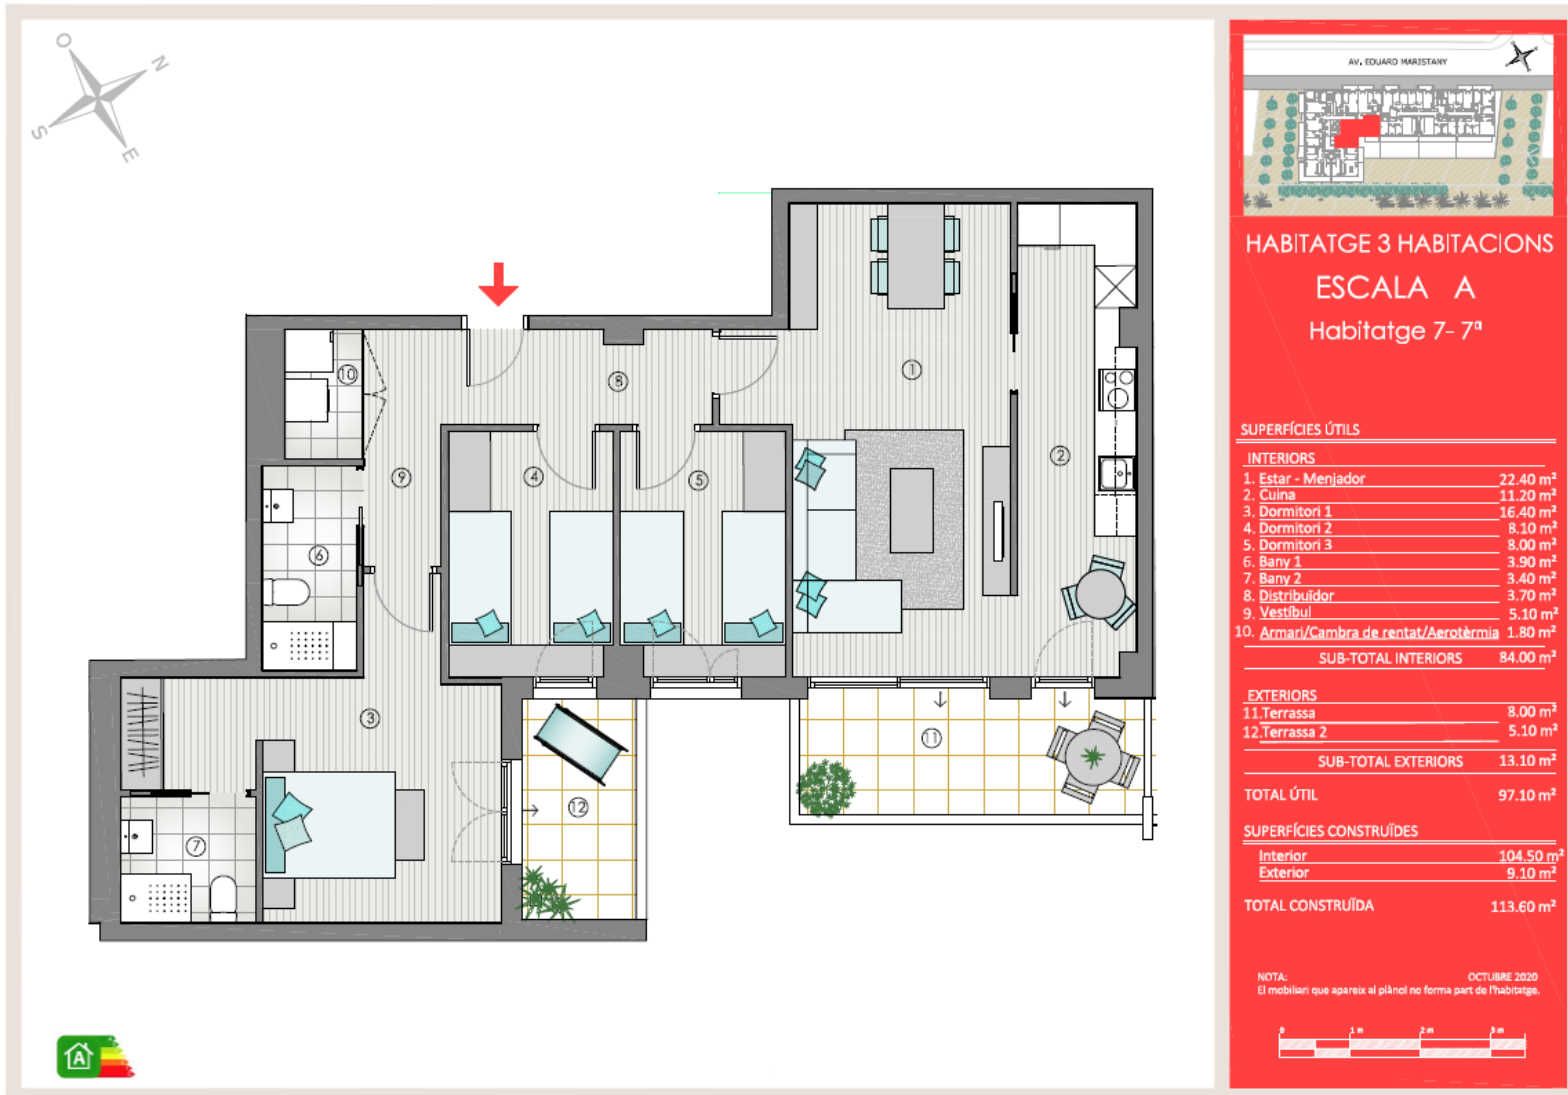 O
N
S
E
1
2
3
4
5
6
7
8
9
10
11
12
A
AV. EDUARD MARISTANY
HABITATGE 3 HABITACIONS
ESCALA A
Habitatge 7- 7ª
SUPERFÍCIES ÚTILS
INTERIORS
1. Estar - Menjador 22.40 m²
2. Cuina 11.20 m²
3. Dormitori 1 16.40 m²
4. Dormitori 2 8.10 m²
5. Dormitori 3 8.00 m²
6. Bany 1 3.90 m²
7. Bany 2 3.40 m²
8. Distribuïdor 3.70 m²
9. Vestíbul 5.10 m²
10. Armari/Cambra de rentat/Aerotèrmia 1.80 m²
SUB-TOTAL INTERIORS 84.00 m²
EXTERIORS
11.Terrassa 8.00 m²
12.Terrassa 2 5.10 m²
SUB-TOTAL EXTERIORS 13.10 m²
TOTAL ÚTIL 97.10 m²
SUPERFÍCIES CONSTRUÏDES
Interior 104.50 m²
Exterior 9.10 m²
TOTAL CONSTRUÏDA 113.60 m²
NOTA: OCTUBRE 2020
El mobiliari que apareix al plànol no forma part de l'habitatge.
0 1 m 2 m 3 m